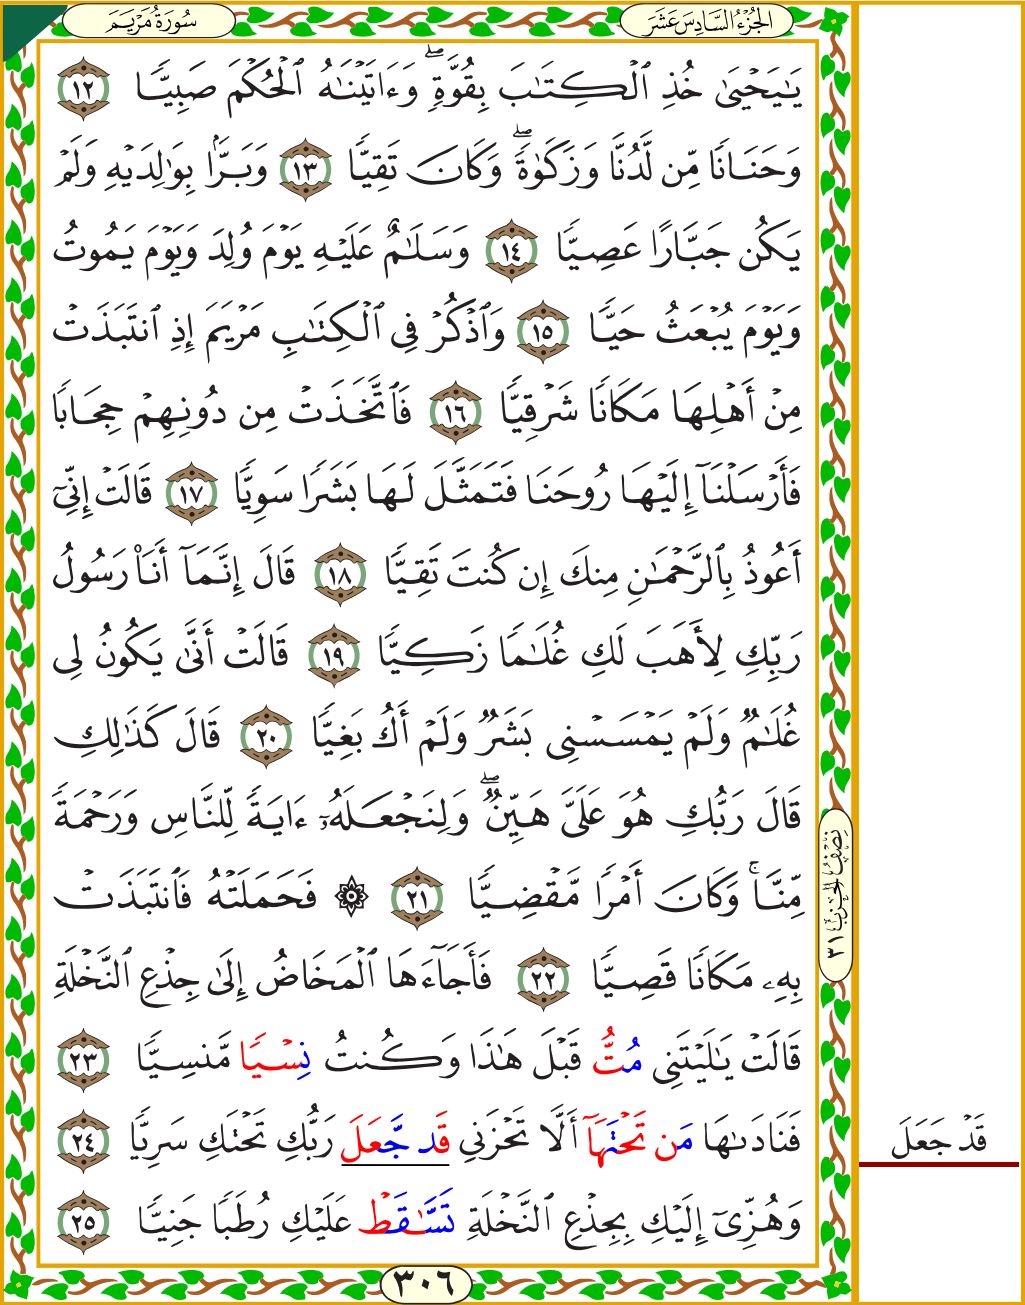 الجُزْءُ السَّادِسَ عَشَرَ
سُورَةُ مَرْيَمَ
يَٰيَحْيَىٰ خُذِ ٱلْكِتَٰبَ بِقُوَّةٖۖ وَءَاتَيْنَٰهُ ٱلْحُكْمَ صَبِيّٗا ١٢
وَحَنَانٗا مِّن لَّدُنَّا وَزَكَوٰةٗۖ وَكَانَ تَقِيّٗا ١٣ وَبَرَّۢا بِوَٰلِدَيْهِ وَلَمْ
يَكُن جَبَّارًا عَصِيّٗا ١٤ وَسَلَٰمٌ عَلَيْهِ يَوْمَ وُلِدَ وَيَوْمَ يَمُوتُ
وَيَوْمَ يُبْعَثُ حَيّٗا ١٥ وَٱذْكُرْ فِي ٱلْكِتَٰبِ مَرْيَمَ إِذِ ٱنتَبَذَتْ
مِنْ أَهْلِهَا مَكَانٗا شَرْقِيّٗا ١٦ فَٱتَّخَذَتْ مِن دُونِهِمْ حِجَابٗا
فَأَرْسَلْنَآ إِلَيْهَا رُوحَنَا فَتَمَثَّلَ لَهَا بَشَرٗا سَوِيّٗا ١٧ قَالَتْ إِنِّيٓ
أَعُوذُ بِٱلرَّحْمَٰنِ مِنكَ إِن كُنتَ تَقِيّٗا ١٨ قَالَ إِنَّمَآ أَنَا۠ رَسُولُ
رَبِّكِ لِأَهَبَ لَكِ غُلَٰمٗا زَكِيّٗا ١٩ قَالَتْ أَنَّىٰ يَكُونُ لِي
غُلَٰمٞ وَلَمْ يَمْسَسْنِي بَشَرٞ وَلَمْ أَكُ بَغِيّٗا ٢٠ قَالَ كَذَٰلِكِ
قَالَ رَبُّكِ هُوَ عَلَيَّ هَيِّنٞۖ وَلِنَجْعَلَهُۥٓ ءَايَةٗ لِّلنَّاسِ وَرَحْمَةٗ
مِّنَّاۚ وَكَانَ أَمْرٗا مَّقْضِيّٗا ٢١ ۞ فَحَمَلَتْهُ فَٱنتَبَذَتْ
بِهِۦ مَكَانٗا قَصِيّٗا ٢٢ فَأَجَآءَهَا ٱلْمَخَاضُ إِلَىٰ جِذْعِ ٱلنَّخْلَةِ
قَالَتْ يَٰلَيْتَنِي مُتُّ قَبْلَ هَٰذَا وَكُنتُ نِسْيٗا مَّنسِيّٗا ٢٣
فَنَادَىٰهَا مَن تَحْتَهَآ أَلَّا تَحْزَنِي قَد جَّعَلَ رَبُّكِ تَحْتَكِ سَرِيّٗا ٢٤
وَهُزِّيٓ إِلَيْكِ بِجِذْعِ ٱلنَّخْلَةِ تَسَّٰقَطْ عَلَيْكِ رُطَبٗا جَنِيّٗا ٢٥
نِصْفُ الحِزْبِ ٣١
قَدْ جَعَلَ
٣٠٦